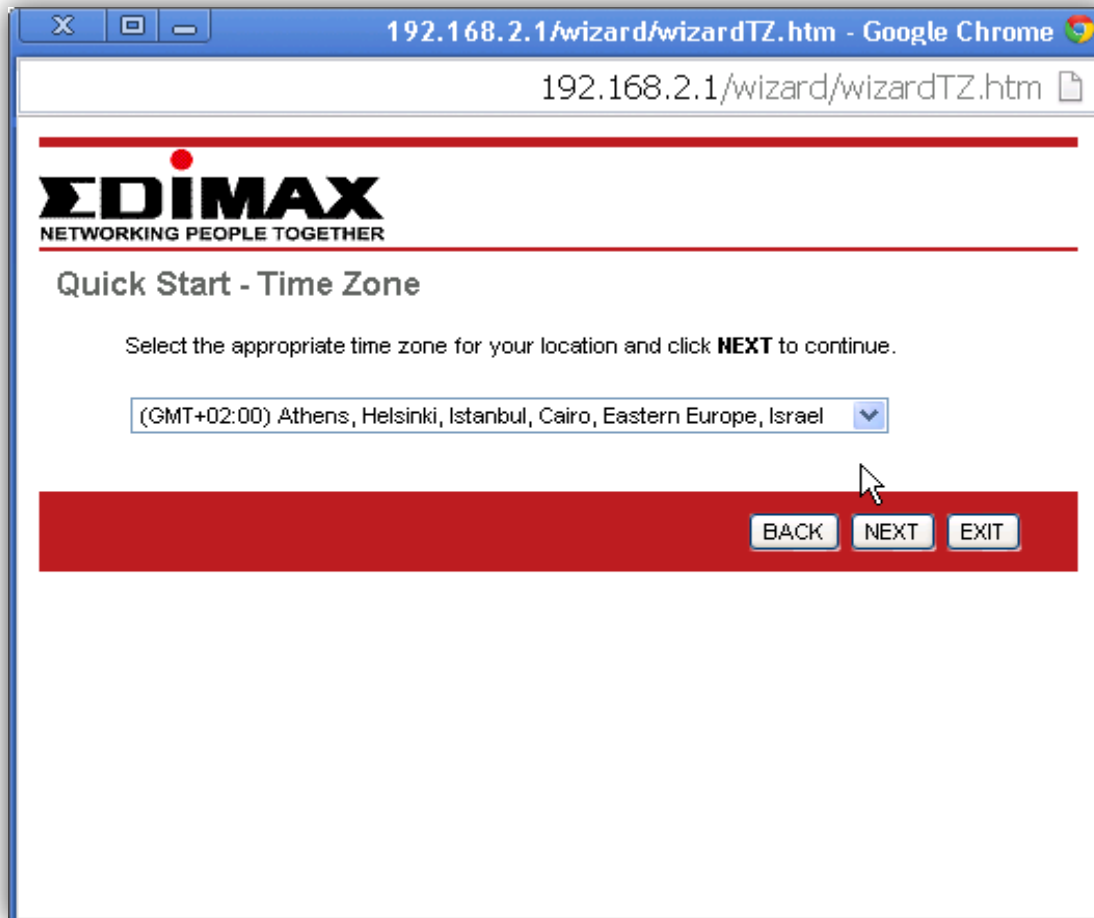 192.168.2.1/wizard/wizardTZ.htm - Google Chrome
192.168.2.1/wizard/wizardTZ.htm
EDIMAX
NETWORKING PEOPLE TOGETHER
Quick Start - Time Zone
Select the appropriate time zone for your location and click NEXT to continue.
(GMT+02:00) Athens, Helsinki, Istanbul, Cairo, Eastern Europe, Israel
BACK NEXT EXIT